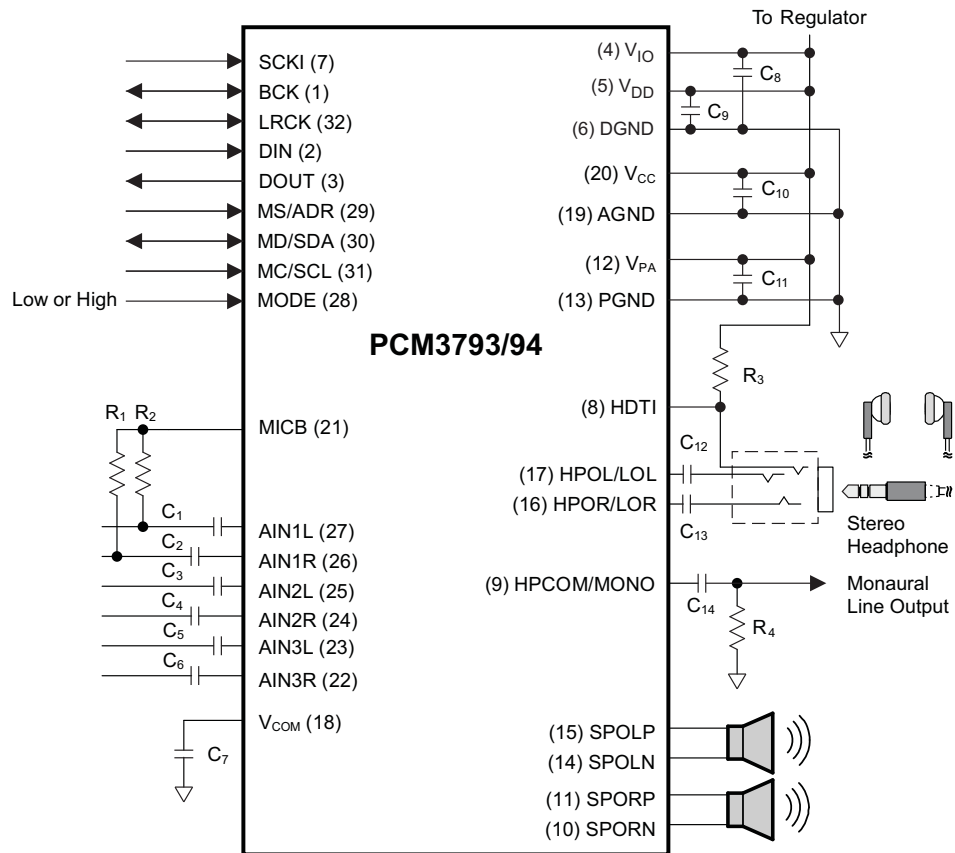 To Regulator
SCKI (7)
BCK (1)
LRCK (32)
DIN (2)
DOUT (3)
MS/ADR (29)
MD/SDA (30)
MC/SCL (31)
Low or High
MODE (28)
(4) VIO
C8
(5) VDD
C9
(6) DGND
(20) VCC
C10
(19) AGND
(12) VPA
C11
(13) PGND
PCM3793/94
R3
(8) HDTI
R1 R2
MICB (21)
C12
(17) HPOL/LOL
(16) HPOR/LOR
C13
Stereo
Headphone
C1
AIN1L (27)
C2
AIN1R (26)
C3
AIN2L (25)
C4
AIN2R (24)
C5
AIN3L (23)
C6
AIN3R (22)
(9) HPCOM/MONO
C14
Monaural
Line Output
R4
VCOM (18)
C7
(15) SPOLP
(14) SPOLN
(11) SPORP
(10) SPORN